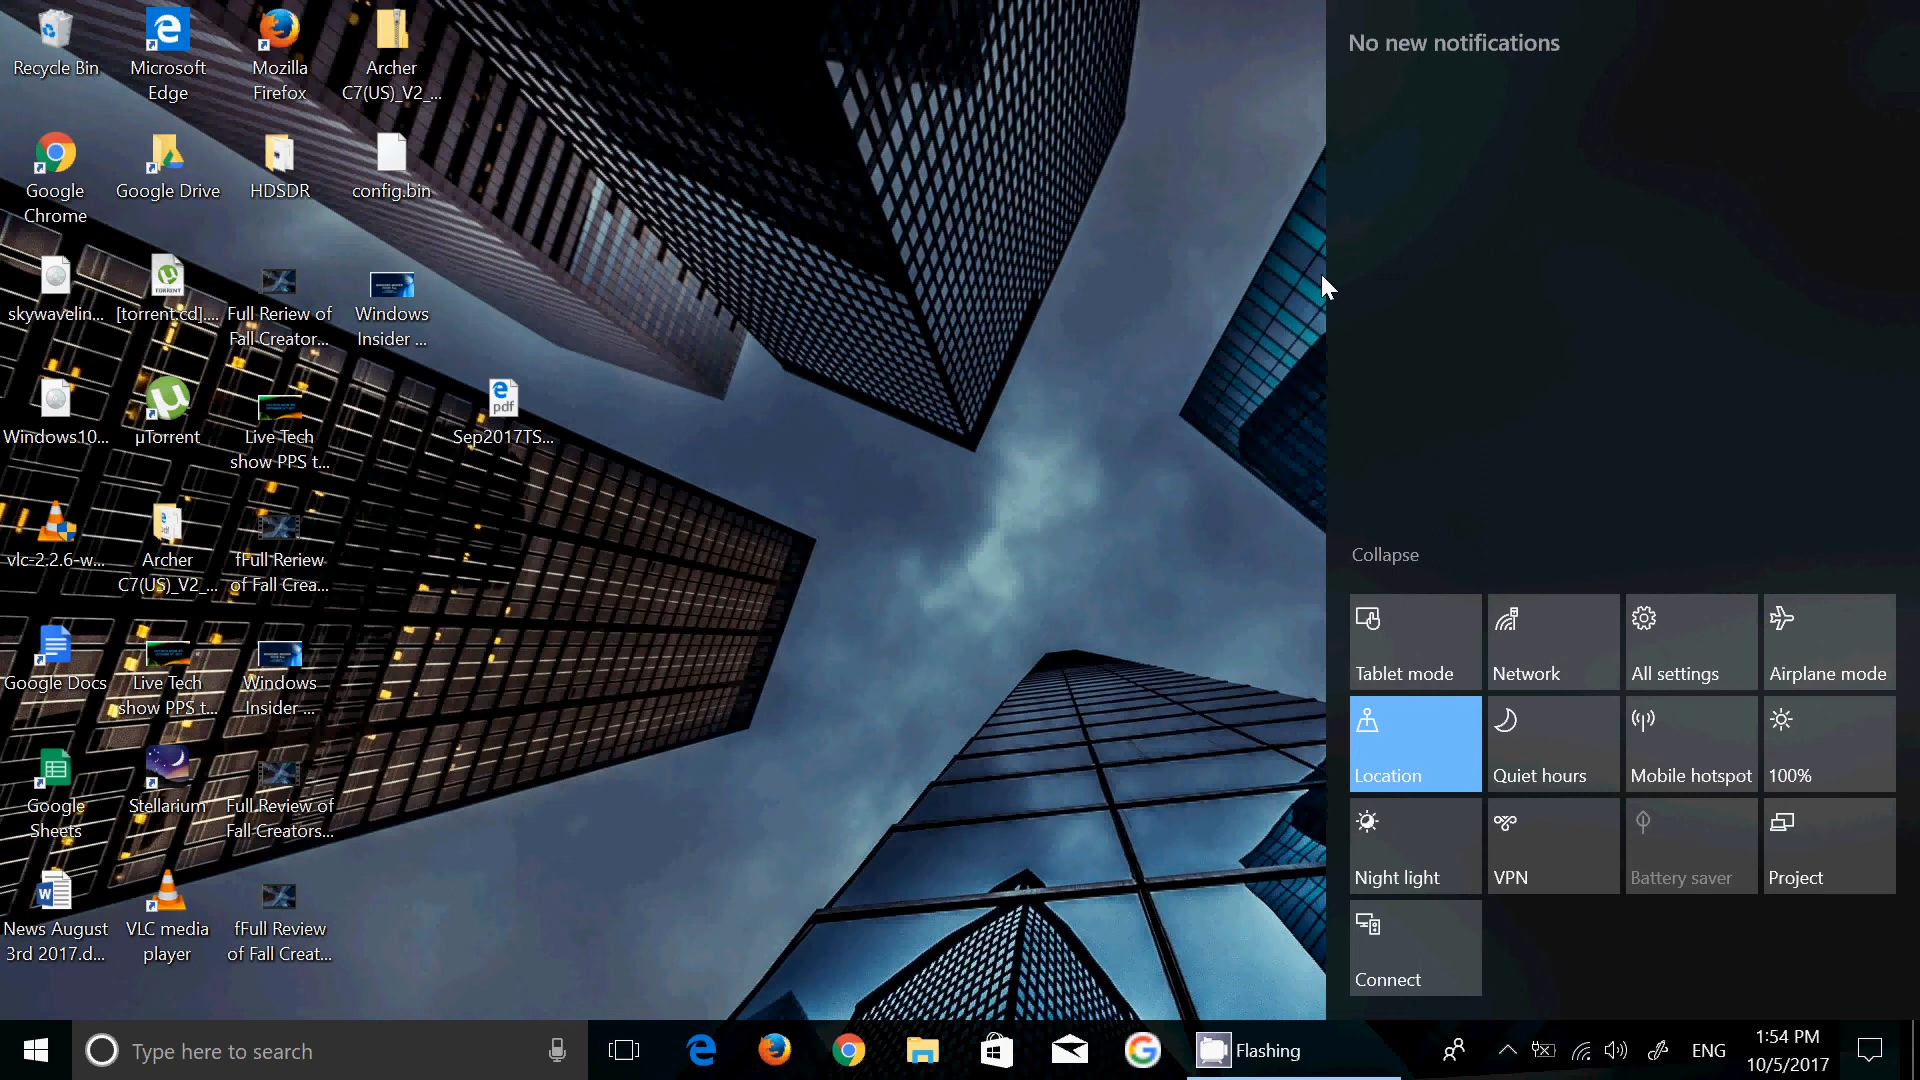 Recycle Bin
Microsoft
Edge
Mozilla
Firefox
Archer
C7(US)_V2_...
Google
Chrome
Google Drive
HDSDR
config.bin
skywavelin...
TORRENT
[torrent.cd]....
Full Reriew of
Fall Creator...
Windows
Insider ...
Windows10...
µTorrent
Live Tech
show PPS t...
pdf
Sep2017TS...
vlc-2.2.6-w...
Archer
C7(US)_V2_...
fFull Reriew
of Fall Crea...
Google Docs
Live Tech
show PPS t...
Windows
Insider ...
Google
Sheets
Stellarium
Full Review of
Fall Creators...
News August
3rd 2017.d...
VLC media
player
fFull Review
of Fall Creat...
No new notifications
Collapse
Tablet mode
Network
All settings
Airplane mode
Location
Quiet hours
Mobile hotspot
100%
Night light
VPN
Battery saver
Project
Connect
Type here to search
Flashing
ENG
1:54 PM
10/5/2017